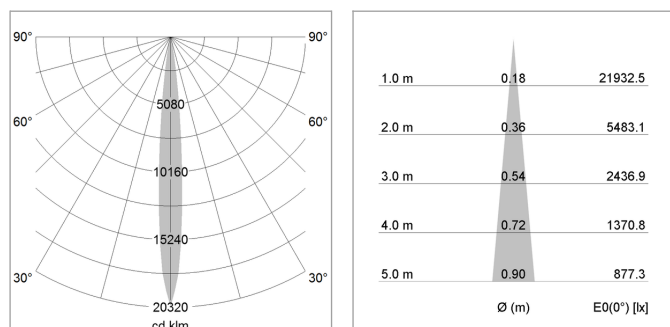 90° 90°
5080
60° 60°
10160
15240
30° 30°
20320
cd klm
1.0 m 0.18 21932.5
2.0 m 0.36 5483.1
3.0 m 0.54 2436.9
4.0 m 0.72 1370.8
5.0 m 0.90 877.3
Ø (m) E0(0°) [lx]